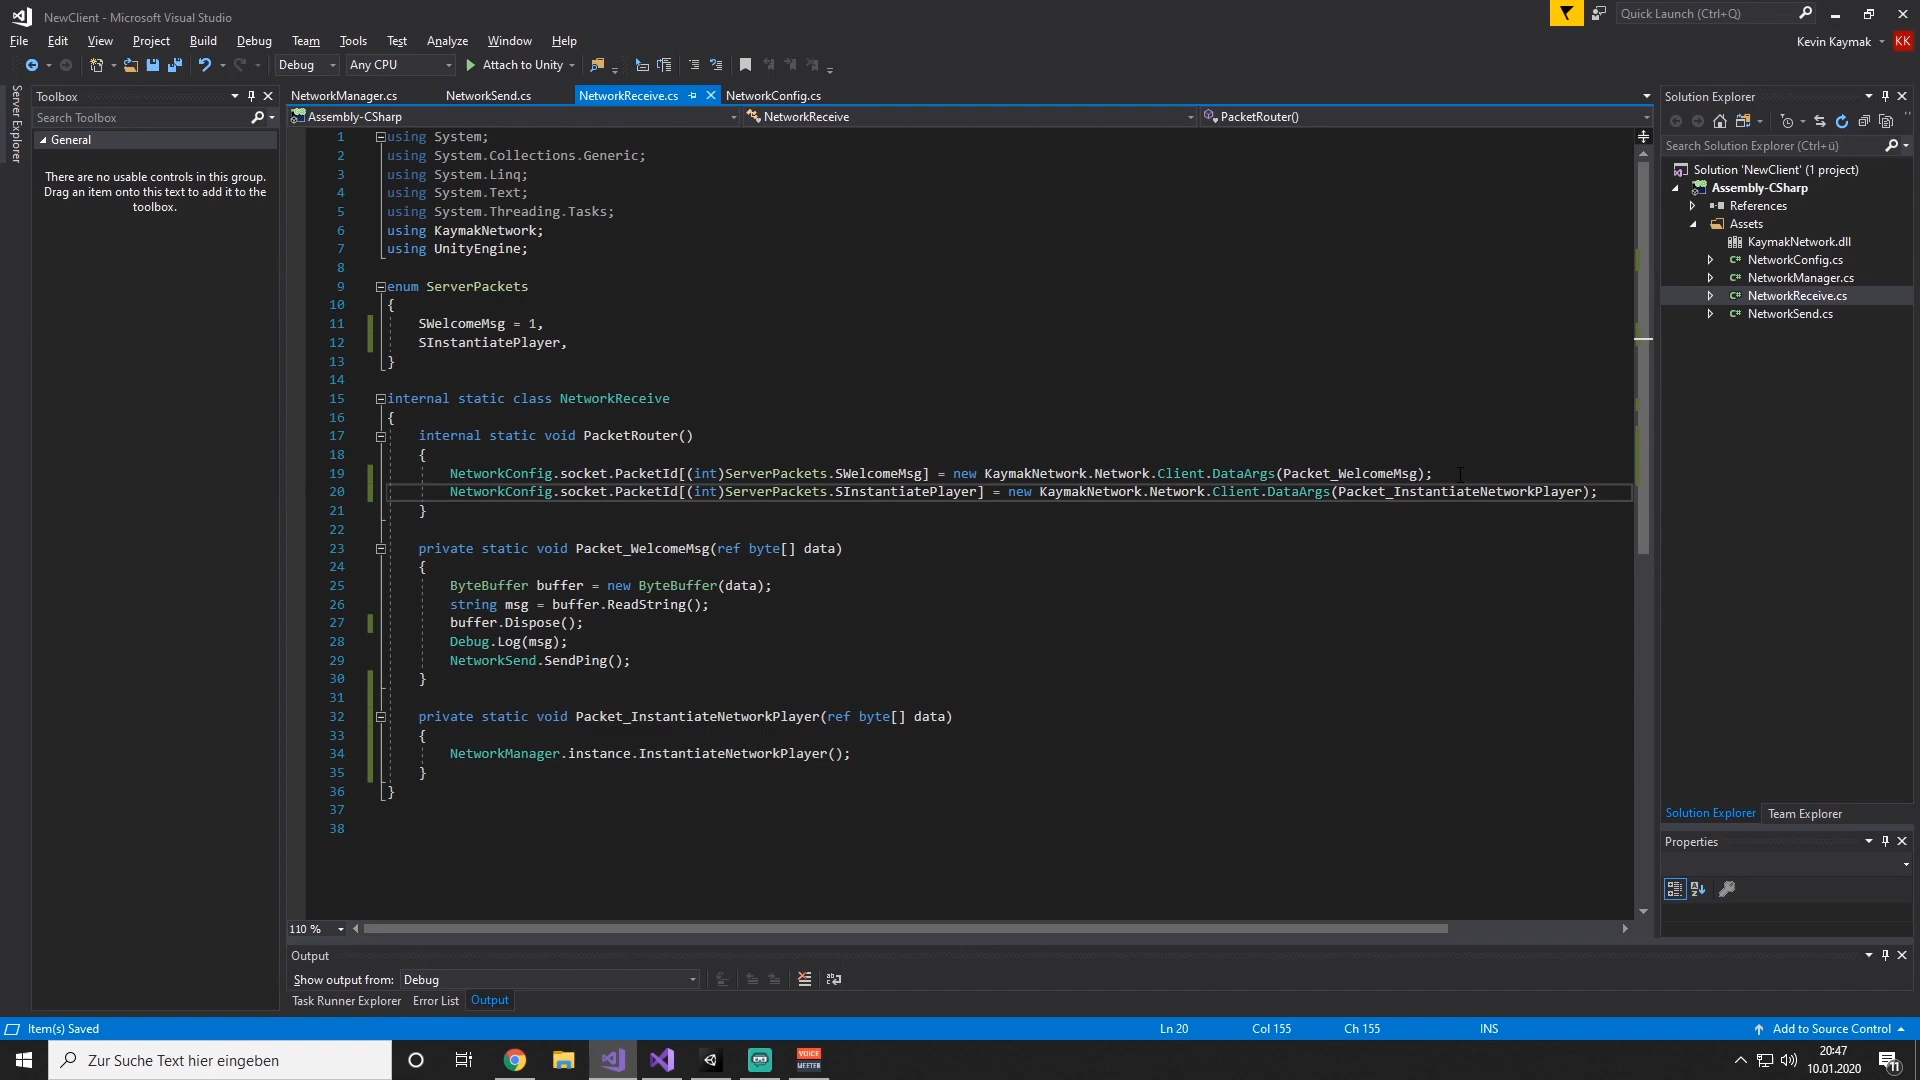 NewClient - Microsoft Visual Studio
Quick Launch (Ctrl+Q)
File Edit View Project Build Debug Team Tools Test Analyze Window Help
Kevin Kaymak
KK
Debug
Any CPU
Attach to Unity
Server Explorer
Toolbox
Search Toolbox
General
There are no usable controls in this group.
Drag an item onto this text to add it to the
toolbox.
NetworkManager.cs
NetworkSend.cs
NetworkReceive.cs
NetworkConfig.cs
Assembly-CSharp
NetworkReceive
PacketRouter()
1 using System;
2 using System.Collections.Generic;
3 using System.Linq;
4 using System.Text;
5 using System.Threading.Tasks;
6 using KaymakNetwork;
7 using UnityEngine;
8
9 enum ServerPackets
10 {
11 SWelcomeMsg = 1,
12 SInstantiatePlayer,
13 }
14
15 internal static class NetworkReceive
16 {
17 internal static void PacketRouter()
18 {
19 NetworkConfig.socket.PacketId[(int)ServerPackets.SWelcomeMsg] = new KaymakNetwork.Network.Client.DataArgs(Packet_WelcomeMsg);
20 NetworkConfig.socket.PacketId[(int)ServerPackets.SInstantiatePlayer] = new KaymakNetwork.Network.Client.DataArgs(Packet_InstantiateNetworkPlayer);
21 }
22
23 private static void Packet_WelcomeMsg(ref byte[] data)
24 {
25 ByteBuffer buffer = new ByteBuffer(data);
26 string msg = buffer.ReadString();
27 buffer.Dispose();
28 Debug.Log(msg);
29 NetworkSend.SendPing();
30 }
31
32 private static void Packet_InstantiateNetworkPlayer(ref byte[] data)
33 {
34 NetworkManager.instance.InstantiateNetworkPlayer();
35 }
36 }
37
38
110 %
Output
Show output from: Debug
Task Runner Explorer Error List Output
Solution Explorer
Search Solution Explorer (Ctrl+ü)
Solution 'NewClient' (1 project)
Assembly-CSharp
References
Assets
KaymakNetwork.dll
C# NetworkConfig.cs
C# NetworkManager.cs
C# NetworkReceive.cs
C# NetworkSend.cs
Solution Explorer Team Explorer
Properties
Item(s) Saved
Ln 20
Col 155
Ch 155
INS
Add to Source Control
Zur Suche Text hier eingeben
VOICE
MEETER
20:47
10.01.2020
11